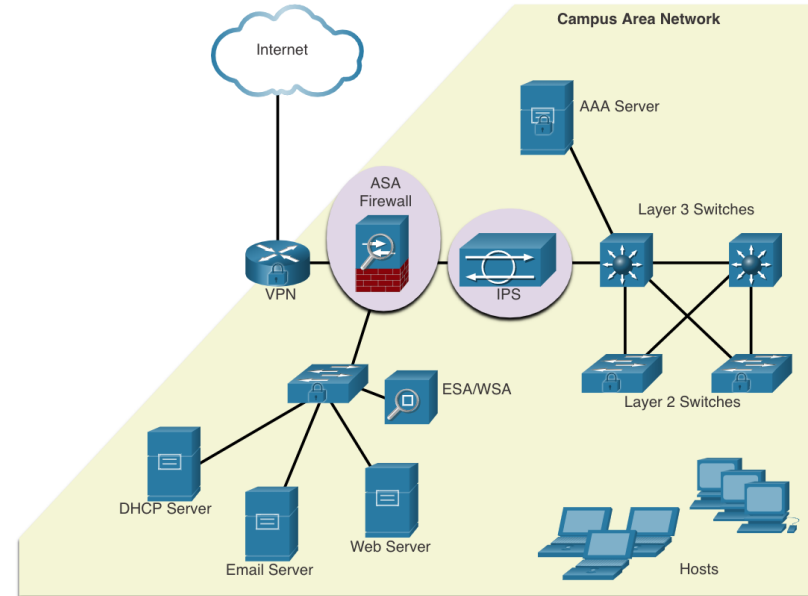 Campus Area Network
Internet
AAA Server
ASA
Firewall
Layer 3 Switches
VPN
IPS
ESA/WSA
Layer 2 Switches
DHCP Server
Web Server
Email Server
Hosts